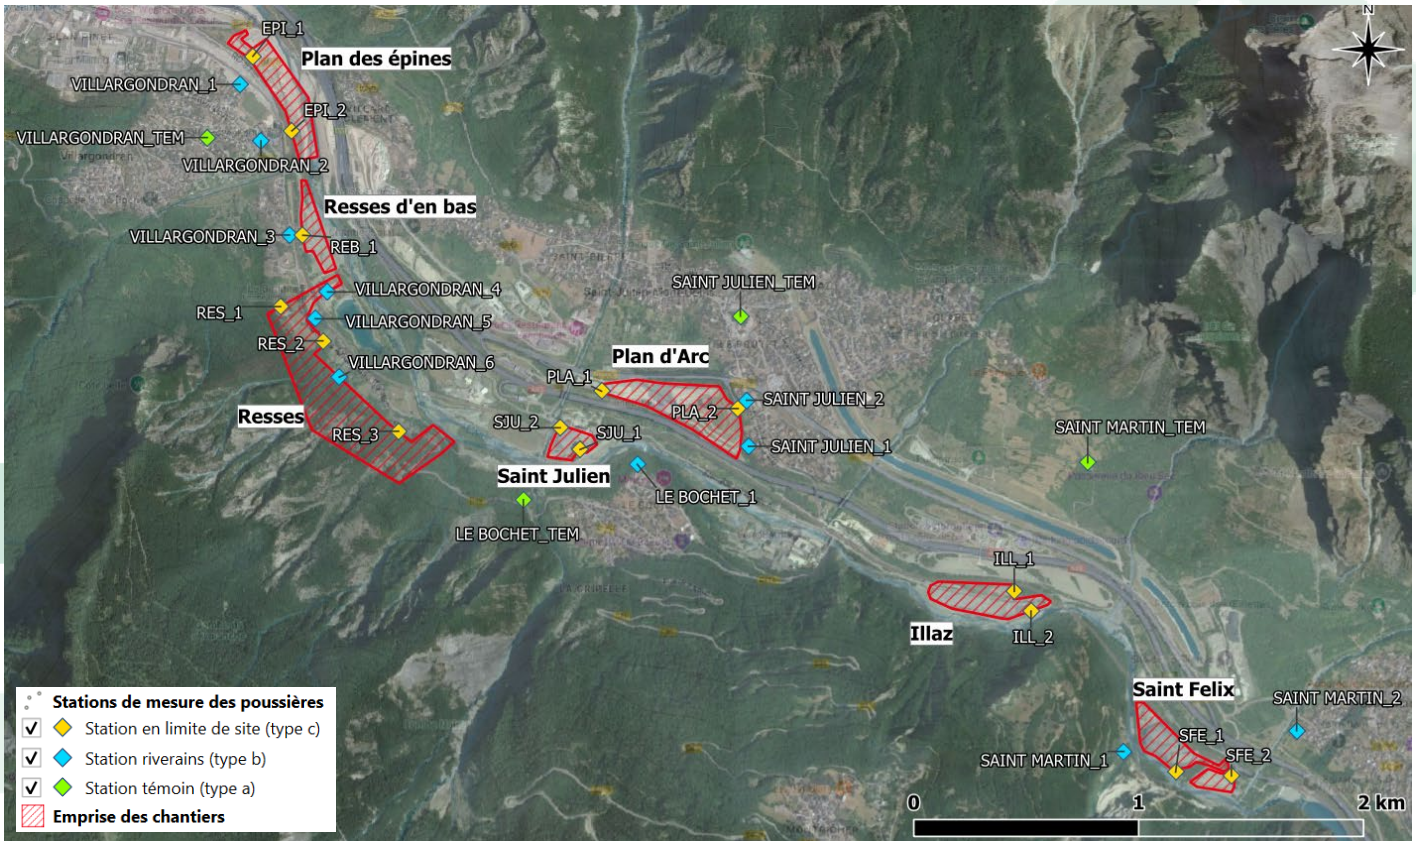 N
EPI_1
Plan des épines
VILLARGONDRAN_1
EPI_2
VILLARGONDRAN_TEM
Villargondran
VILLARGONDRAN_2
Resses d'en bas
VILLARGONDRAN_3
REB_1
SAINT JULIEN_TEM
VILLARGONDRAN_4
RES_1
VILLARGONDRAN_5
RES_2
Plan d'Arc
VILLARGONDRAN_6
PLA_1
SAINT JULIEN_2
PLA_2
Resses
SJU_2
SJU_1
RES_3
SAINT MARTIN_TEM
SAINT JULIEN_1
Saint Julien
LE BOCHET_1
LE BOCHET_TEM
ILL_1
Illaz
ILL_2
Saint Felix
SAINT MARTIN_2
SFE_1
SFE_2
SAINT MARTIN_1
Stations de mesure des poussières
Station en limite de site (type c)
Station riverains (type b)
Station témoin (type a)
Emprise des chantiers
0 1 2 km